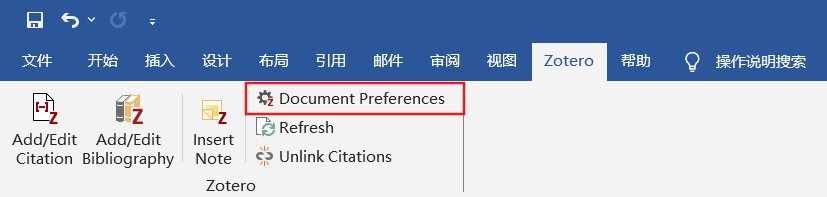 文件 开始 插入 设计 布局 引用 邮件 审阅 视图 Zotero 帮助 操作说明搜索
Add/Edit Citation
Add/Edit Bibliography
Insert Note
Document Preferences
Refresh
Unlink Citations
Zotero